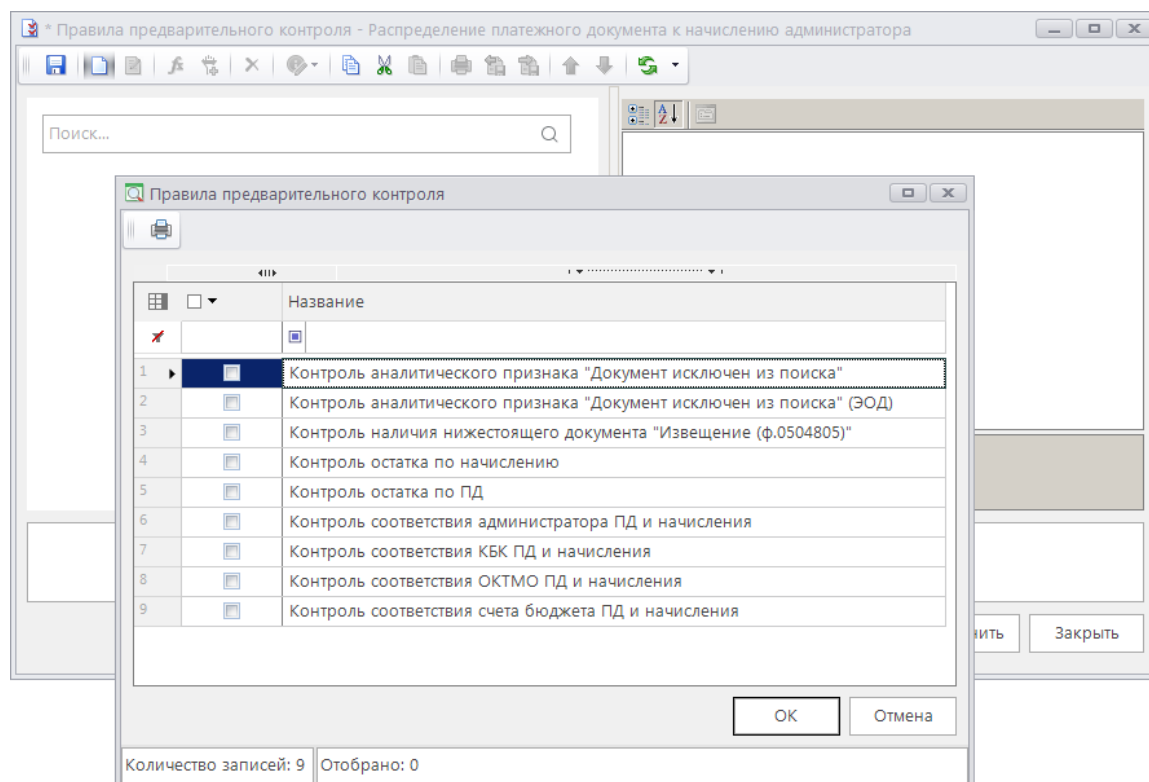 * Правила предварительного контроля - Распределение платежного документа к начислению администратора
Поиск...
Правила предварительного контроля
Название
1 Контроль аналитического признака "Документ исключен из поиска"
2 Контроль аналитического признака "Документ исключен из поиска" (ЭОД)
3 Контроль наличия нижестоящего документа "Извещение (ф.0504805)"
4 Контроль остатка по начислению
5 Контроль остатка по ПД
6 Контроль соответствия администратора ПД и начисления
7 Контроль соответствия КБК ПД и начисления
8 Контроль соответствия ОКТМО ПД и начисления
9 Контроль соответствия счета бюджета ПД и начисления
нить Закрыть
ОК Отмена
Количество записей: 9 Отобрано: 0